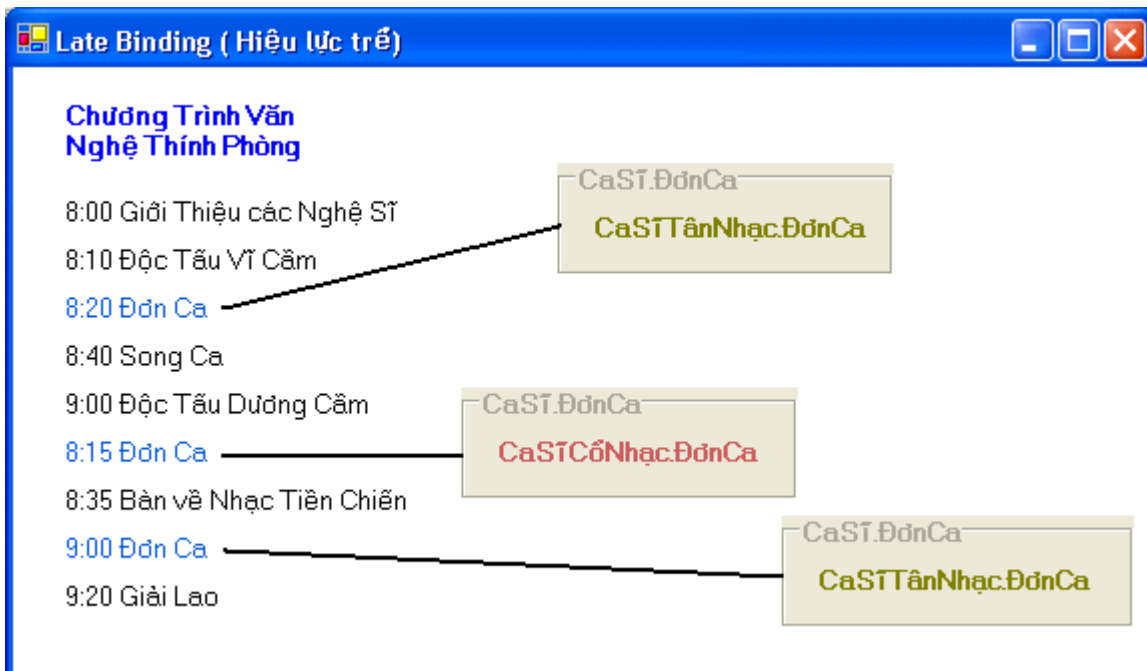 Late Binding ( Hiệu lực trể)
Chương Trình Văn
Nghệ Thính Phòng
8:00 Giới Thiệu các Nghệ Sĩ
8:10 Độc Tấu Vĩ Cầm
8:20 Đơn Ca
CaSĩ.ĐơnCa
CaSĩTânNhạc.ĐơnCa
8:40 Song Ca
9:00 Độc Tấu Dương Cầm
8:15 Đơn Ca
CaSĩ.ĐơnCa
CaSĩCổNhạc.ĐơnCa
8:35 Bàn về Nhạc Tiền Chiến
9:00 Đơn Ca
CaSĩ.ĐơnCa
CaSĩTânNhạc.ĐơnCa
9:20 Giải Lao